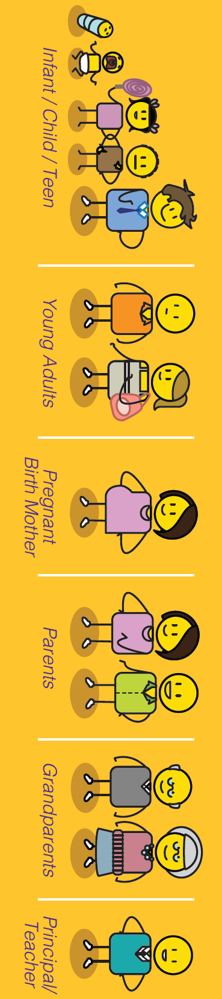 Infant / Child / Teen
Young Adults
Pregnant
Birth Mother
Parents
Grandparents
Principal/
Teacher